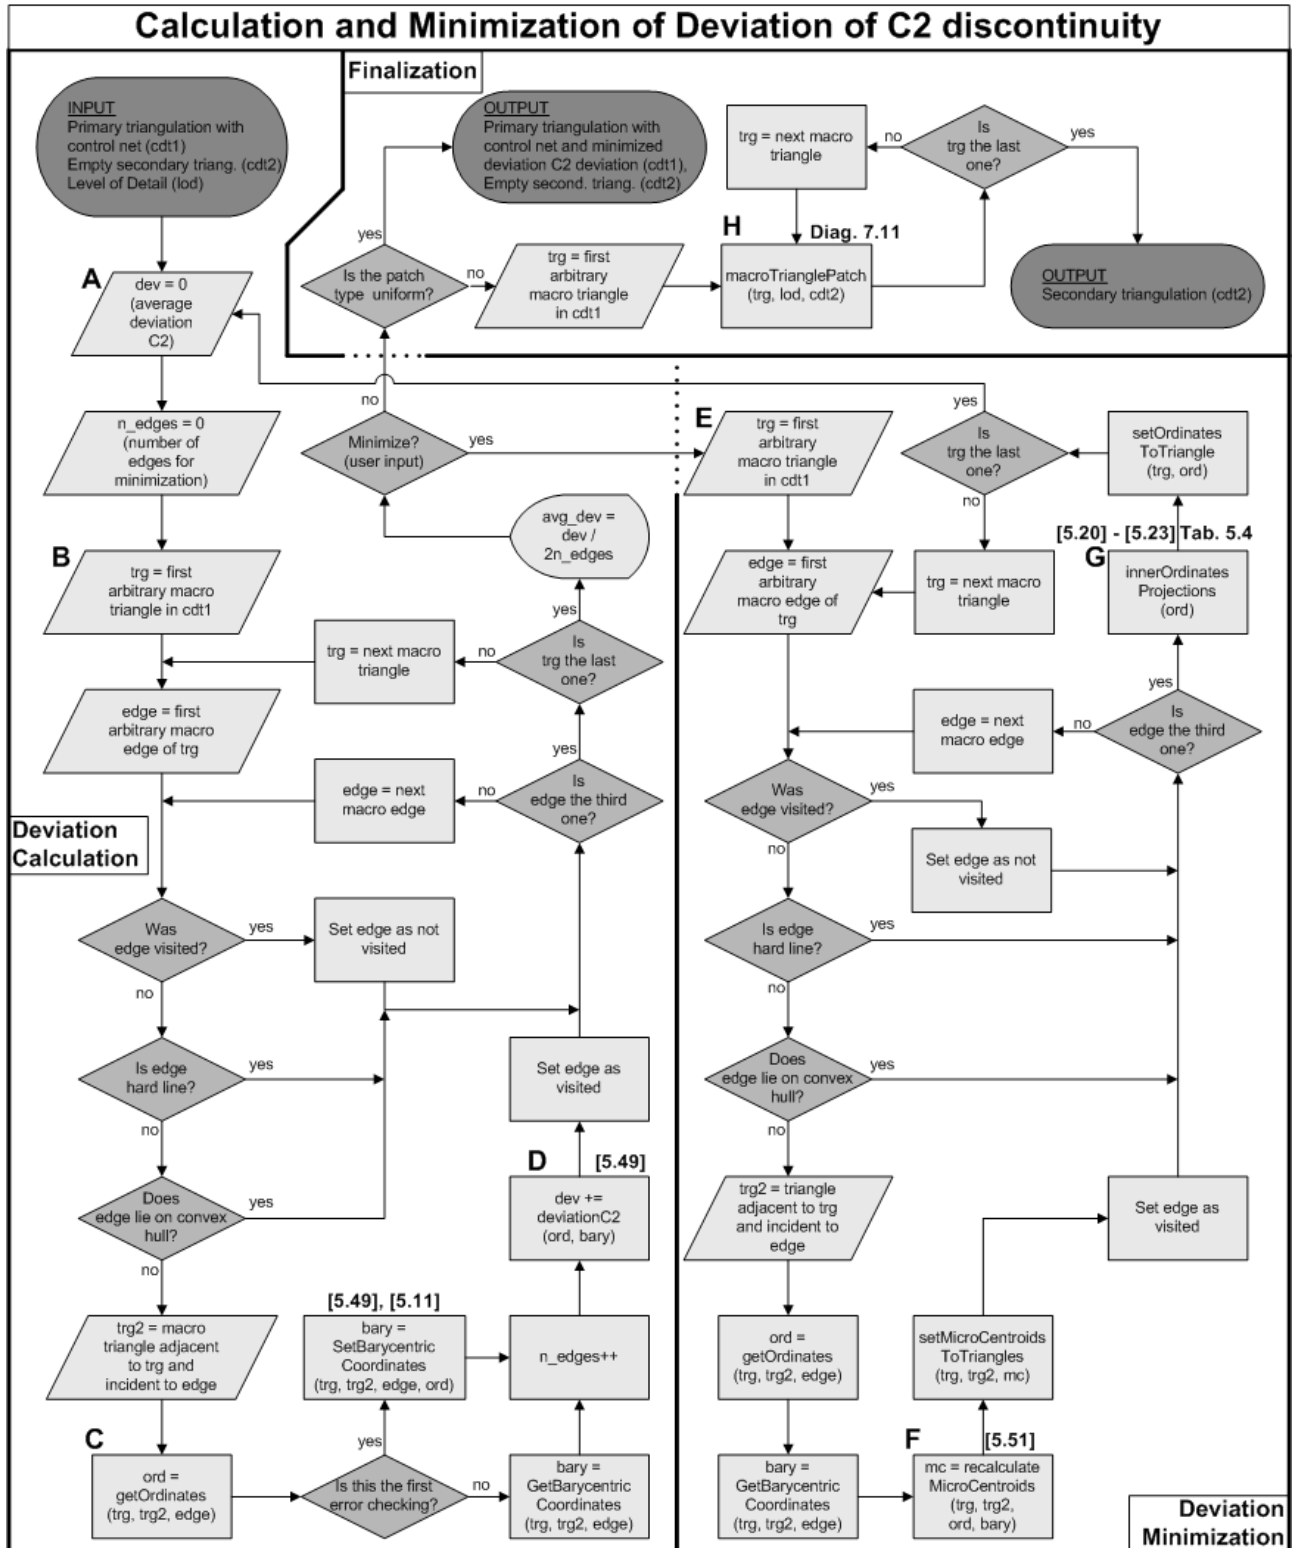 Calculation and Minimization of Deviation of C2 discontinuity
Finalization
INPUT
Primary triangulation with
control net (cdt1)
Empty secondary triang. (cdt2)
Level of Detail (lod)
OUTPUT
Primary triangulation with
control net and minimized
deviation C2 deviation (cdt1),
Empty second. triang. (cdt2)
trg = next macro
triangle
no
Is
trg the last
one?
yes
yes
Is the patch
type uniform?
no
trg = first
arbitrary
macro triangle
in cdt1
H
Diag. 7.11
macroTrianglePatch
(trg, lod, cdt2)
OUTPUT
Secondary triangulation (cdt2)
A
dev = 0
(average
deviation
C2)
n_edges = 0
(number of
edges for
minimization)
no
Minimize?
(user input)
yes
avg_dev =
dev /
2n_edges
B
trg = first
arbitrary macro
triangle in cdt1
yes
trg = next macro
triangle
no
Is
trg the last
one?
edge = first
arbitrary macro
edge of trg
yes
edge = next
macro edge
no
Is
edge the third
one?
Deviation
Calculation
Was
edge visited?
yes
Set edge as not
visited
no
Is edge
hard line?
yes
Set edge as
visited
no
Does
edge lie on convex
hull?
yes
D
[5.49]
dev +=
deviationC2
(ord, bary)
no
trg2 = macro
triangle adjacent
to trg and
incident to edge
[5.49], [5.11]
bary =
SetBarycentric
Coordinates
(trg, trg2, edge, ord)
n_edges++
C
ord =
getOrdinates
(trg, trg2, edge)
yes
Is this the first
error checking?
no
bary =
GetBarycentric
Coordinates
(trg, trg2, edge)
E
trg = first
arbitrary
macro triangle
in cdt1
yes
Is
trg the last
one?
no
setOrdinates
ToTriangle
(trg, ord)
[5.20] - [5.23] Tab. 5.4
G
innerOrdinates
Projections
(ord)
edge = first
arbitrary
macro edge of
trg
trg = next macro
triangle
yes
edge = next
macro edge
no
Is
edge the third
one?
Was
edge visited?
yes
Set edge as not
visited
no
Is edge
hard line?
yes
no
Does
edge lie on convex
hull?
yes
no
trg2 = triangle
adjacent to trg
and incident to
edge
Set edge as
visited
ord =
getOrdinates
(trg, trg2, edge)
setMicroCentroids
ToTriangles
(trg, trg2, mc)
bary =
GetBarycentric
Coordinates
(trg, trg2, edge)
F
[5.51]
mc = recalculate
MicroCentroids
(trg, trg2,
ord, bary)
Deviation
Minimization